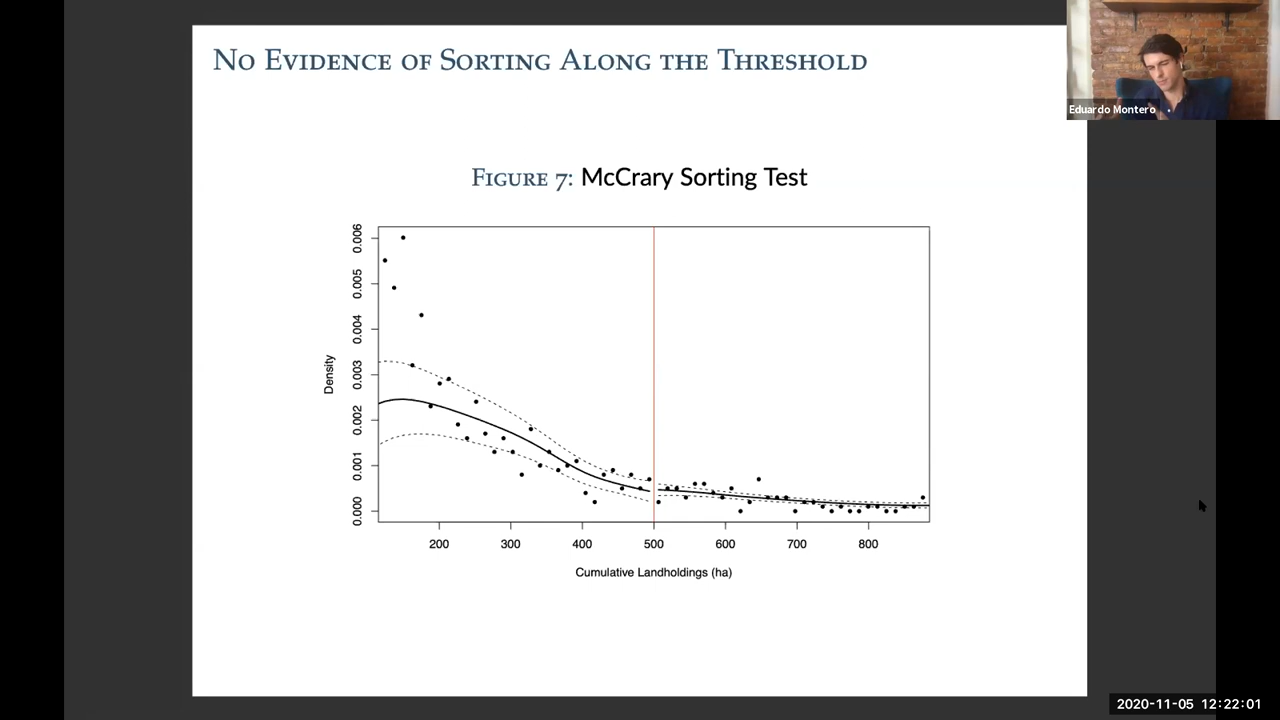 No Evidence of Sorting Along the Threshold
Eduardo Montero
Figure 7: McCrary Sorting Test
0.006
0.005
0.004
0.003
0.002
0.001
0.000
Density
200 300 400 500 600 700 800
Cumulative Landholdings (ha)
2020-11-05 12:22:01